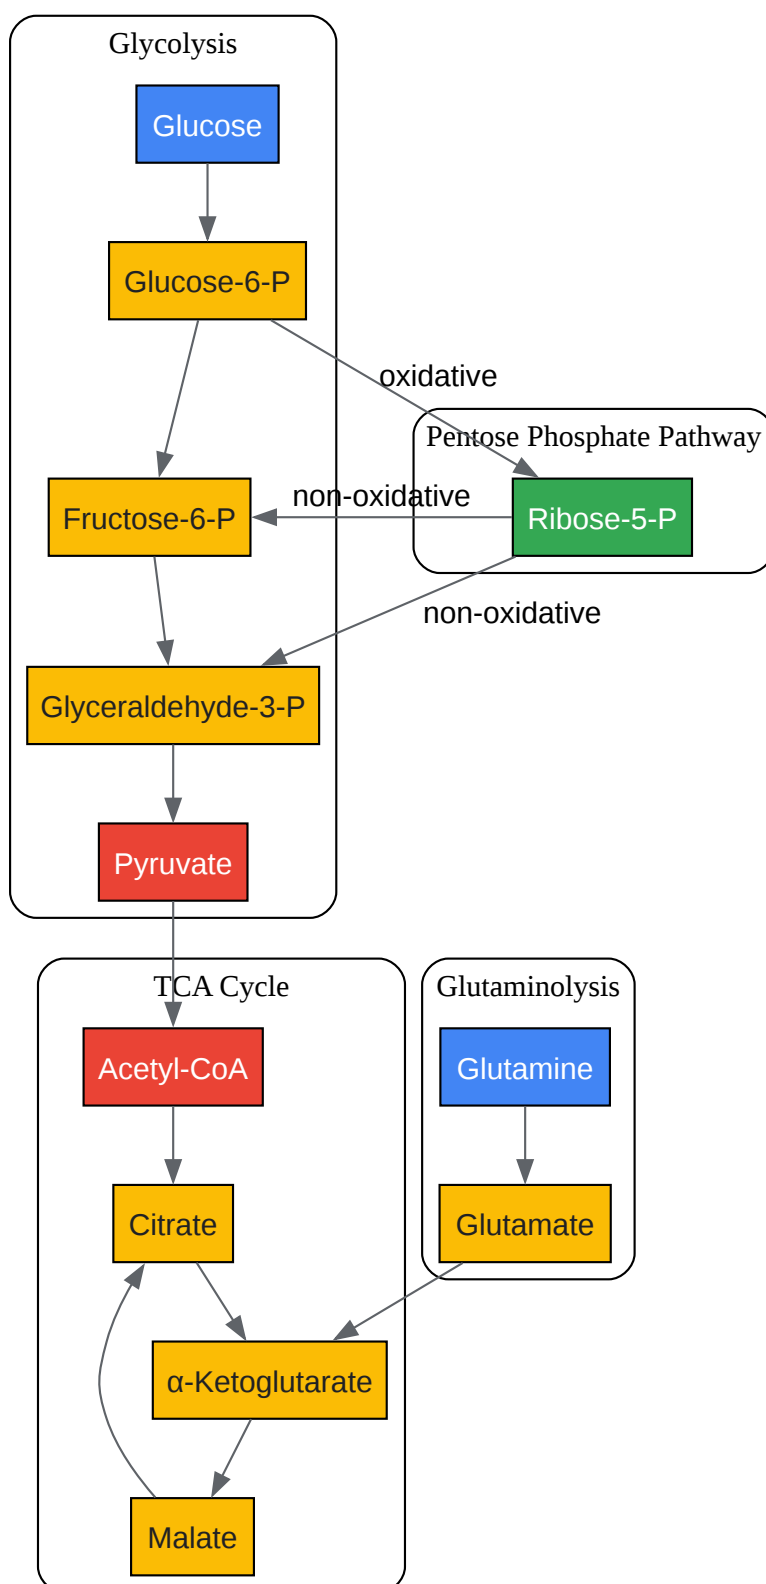 Glycolysis
Glucose
Glucose-6-P
oxidative
Pentose Phosphate Pathway
Fructose-6-P
non-oxidative
Ribose-5-P
non-oxidative
Glyceraldehyde-3-P
Pyruvate
TCA Cycle
Glutaminolysis
Acetyl-CoA
Glutamine
Citrate
Glutamate
α-Ketoglutarate
Malate